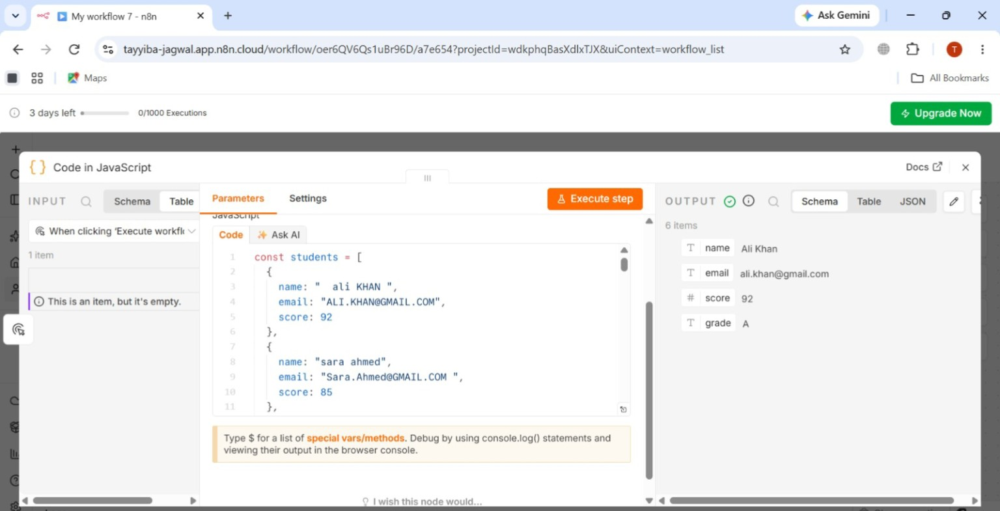 My workflow 7 - n8n
Ask Gemini
tayyiba-jagwal.app.n8n.cloud/workflow/oer6QV6Qs1uBr96D/a7e654?projectId=wdkphqBasXdlxTJX&uiContext=workflow_list
T
Maps
All Bookmarks
3 days left
0/1000 Executions
Upgrade Now
Code in JavaScript
Docs
INPUT
Schema
Table
When clicking 'Execute workfl
1 item
This is an item, but it's empty.
Parameters
Settings
Execute step
JavaScript
Code
Ask AI
1 const students = [
2 {
3 name: "  ali KHAN ",
4 email: "ALI.KHAN@GMAIL.COM",
5 score: 92
6 },
7 {
8 name: "sara ahmed",
9 email: "Sara.Ahmed@GMAIL.COM ",
10 score: 85
11 },
Type $ for a list of special vars/methods. Debug by using console.log() statements and
viewing their output in the browser console.
I wish this node would...
OUTPUT
Schema
Table
JSON
6 items
T name Ali Khan
T email ali.khan@gmail.com
# score 92
T grade A